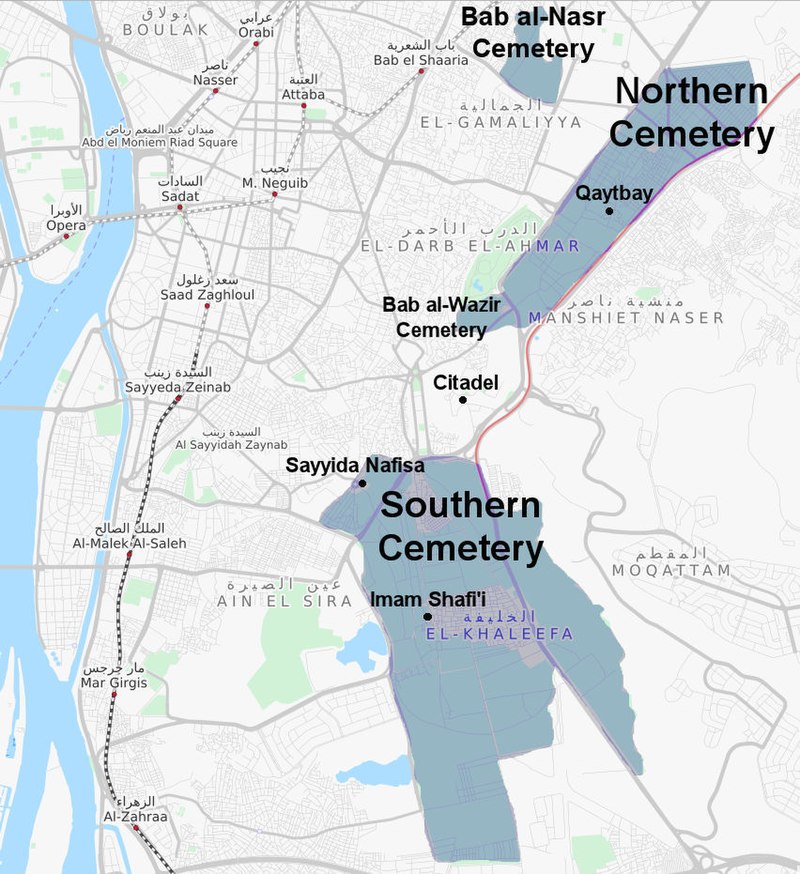 بولاق
BOULAK
عرابي
Orabi
Bab al-Nasr
Cemetery
باب الشعرية
Bab el Shaaria
ناصر
Nasser
العتبة
Attaba
Northern
Cemetery
الجمالية
EL-GAMALIYYA
ميدان عبد المنعم رياض
Abd el Moniem Riad Square
نجيب
M. Neguib
السادات
Sadat
Qaytbay
الأوبرا
Opera
الدرب الأحمر
EL-DARB EL-AHMAR
سعد زغلول
Saad Zaghloul
Bab al-Wazir
Cemetery
منشية ناصر
MANSHIET NASER
السيدة زينب
Sayyeda Zeinab
Citadel
السيدة زينب
Al Sayyidah Zaynab
Sayyida Nafisa
Southern
Cemetery
الملك الصالح
Al-Malek Al-Saleh
المقطم
MOQATTAM
عين الصيرة
AIN EL SIRA
Imam Shafi'i
الخليفة
EL-KHALEEFA
مار جرجس
Mar Girgis
الزهراء
Al-Zahraa